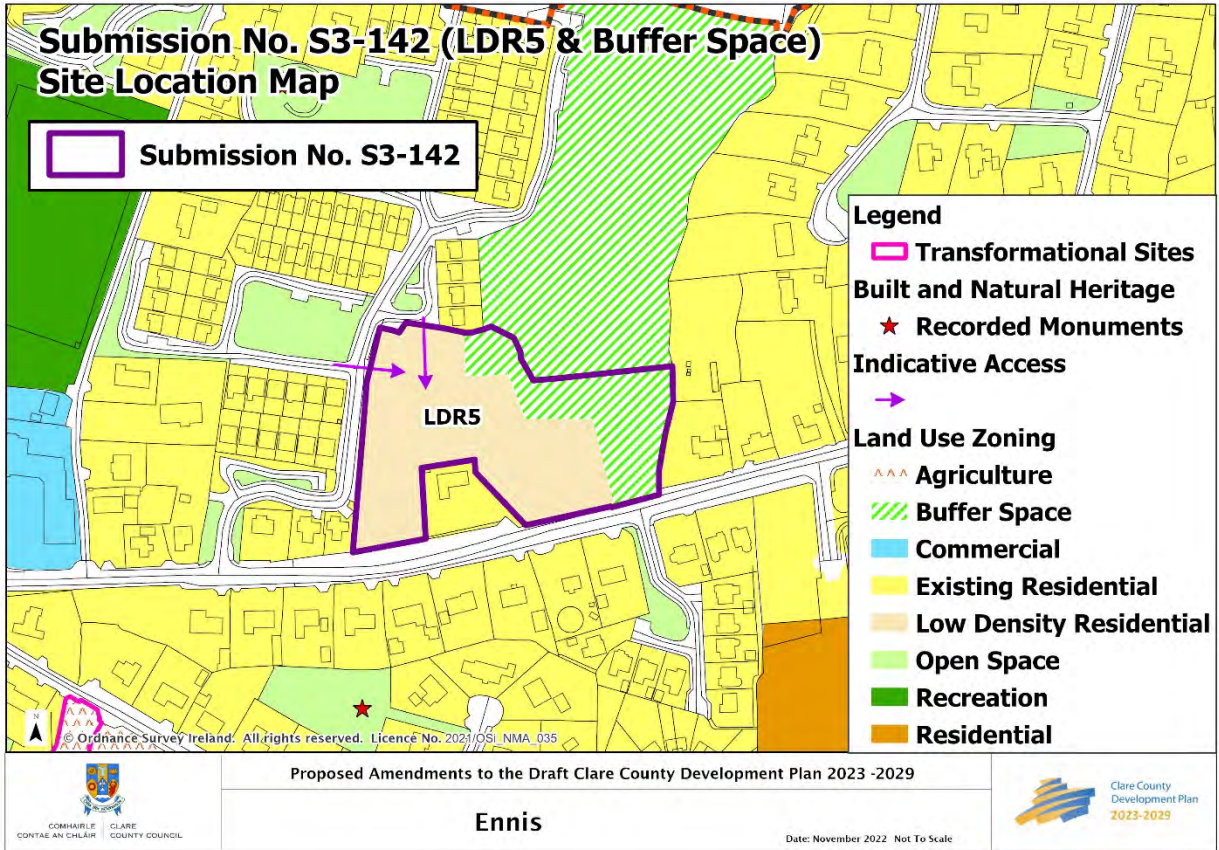 Submission No. S3-142 (LDR5 & Buffer Space)
Site Location Map
Submission No. S3-142
LDR5
Legend
Transformational Sites
Built and Natural Heritage
Recorded Monuments
Indicative Access
Land Use Zoning
Agriculture
Buffer Space
Commercial
Existing Residential
Low Density Residential
Open Space
Recreation
Residential
N
© Ordnance Survey Ireland. All rights reserved. Licence No. 2021/OSi_NMA_035
COMHAIRLE CONTAE AN CHLÁIR
CLARE COUNTY COUNCIL
Proposed Amendments to the Draft Clare County Development Plan 2023 -2029
Ennis
Date: November 2022 Not To Scale
Clare County
Development Plan
2023-2029